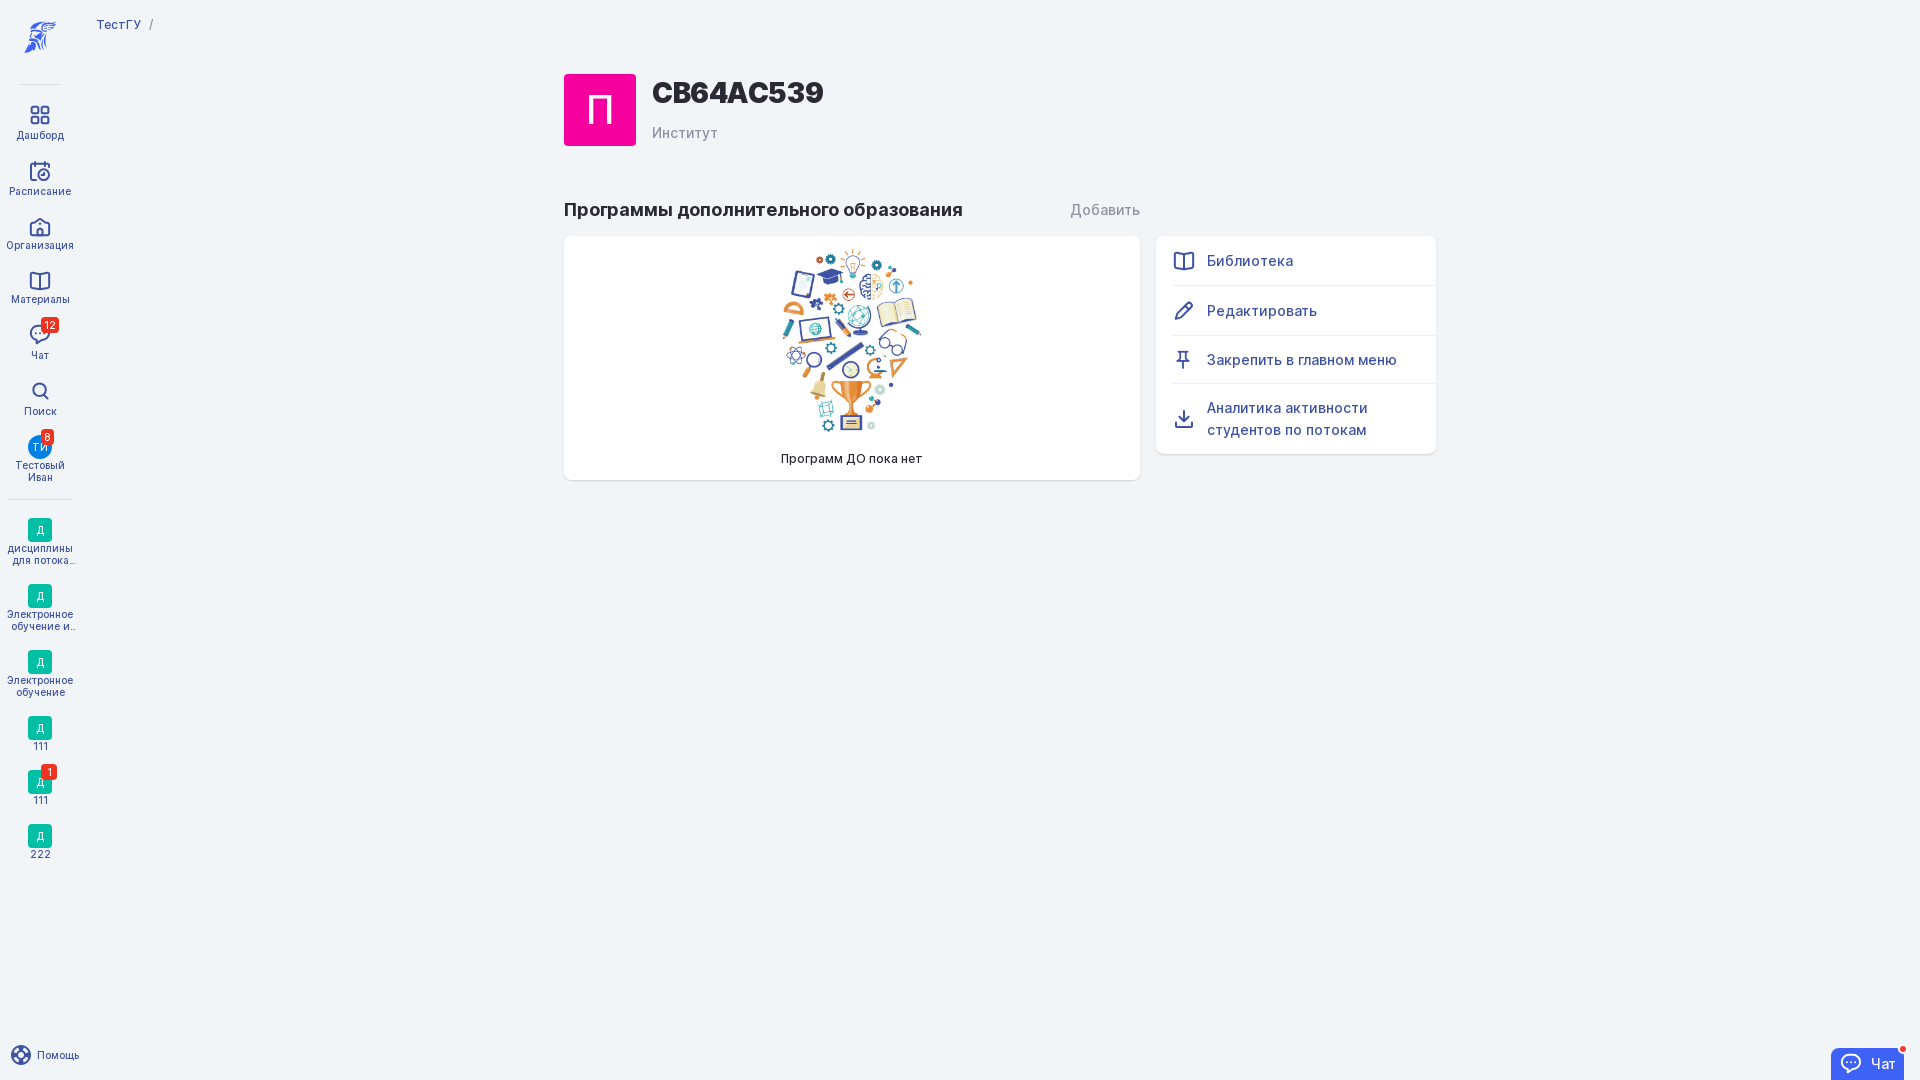 ТестГУ /
Дашборд
Расписание
Организация
Материалы
12
Чат
Поиск
ТИ
8
Тестовый
Иван
Д
дисциплины
для потока...
Д
Электронное
обучение и...
Д
Электронное
обучение
Д
111
Д
1
111
Д
222
Помощь
П
CB64AC539
Институт
Программы дополнительного образования
Добавить
Программ ДО пока нет
Библиотека
Редактировать
Закрепить в главном меню
Аналитика активности
студентов по потокам
Чат